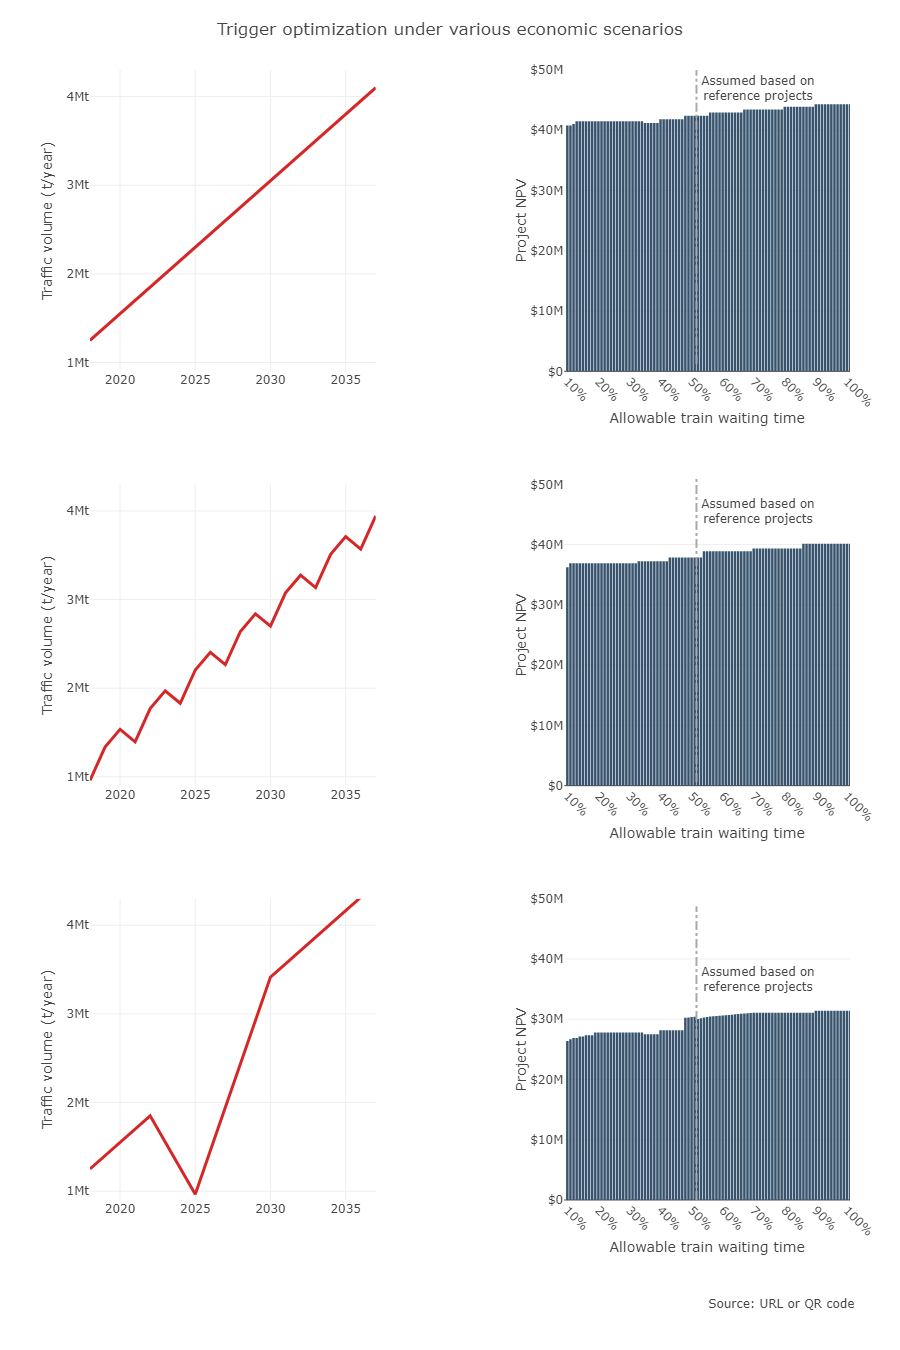 Trigger optimization under various economic scenarios
Traffic volume (t/year)
4Mt
3Mt
2Mt
1Mt
2020 2025 2030 2035
Project NPV
$50M
$40M
$30M
$20M
$10M
$0
Assumed based on
reference projects
10% 20% 30% 40% 50% 60% 70% 80% 90% 100%
Allowable train waiting time
Traffic volume (t/year)
4Mt
3Mt
2Mt
1Mt
2020 2025 2030 2035
Project NPV
$50M
$40M
$30M
$20M
$10M
$0
Assumed based on
reference projects
10% 20% 30% 40% 50% 60% 70% 80% 90% 100%
Allowable train waiting time
Traffic volume (t/year)
4Mt
3Mt
2Mt
1Mt
2020 2025 2030 2035
Project NPV
$50M
$40M
$30M
$20M
$10M
$0
Assumed based on
reference projects
10% 20% 30% 40% 50% 60% 70% 80% 90% 100%
Allowable train waiting time
Source: URL or QR code